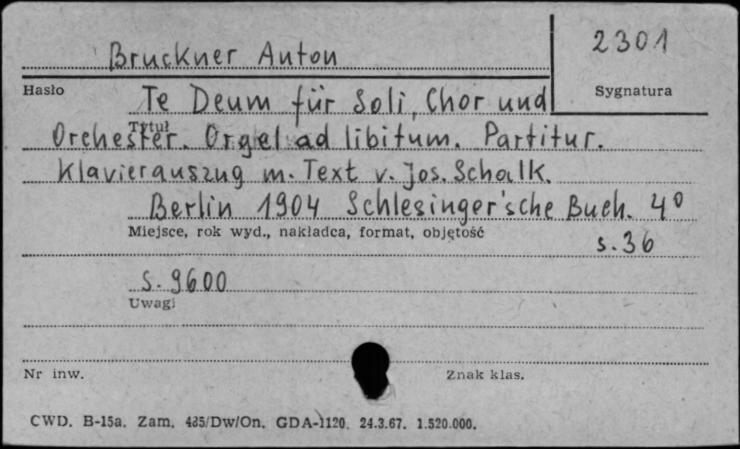 Bruckner Anton
2301
Hasło
Sygnatura
Te Deum für Soli, Chor und
Tytuł
Orchester. Orgel ad libitum. Partitur.
Klavierauszug m. Text v. Jos. Schalk.
Berlin 1904 Schlesinger'sche Buch. 4°
Miejsce, rok wyd., nakładca, format, objętość
s. 36
S. 9600
Uwagi
Nr inw.
Znak klas.
CWD. B-15a. Zam. 485/Dw/On. GDA-1120. 24.3.67. 1.520.000.